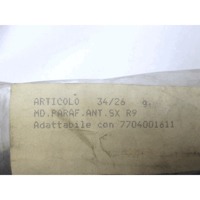 ARTICOLO 34/26 g.
MD.PARAF.ANT.SX R9
Adattabile con 7704001611